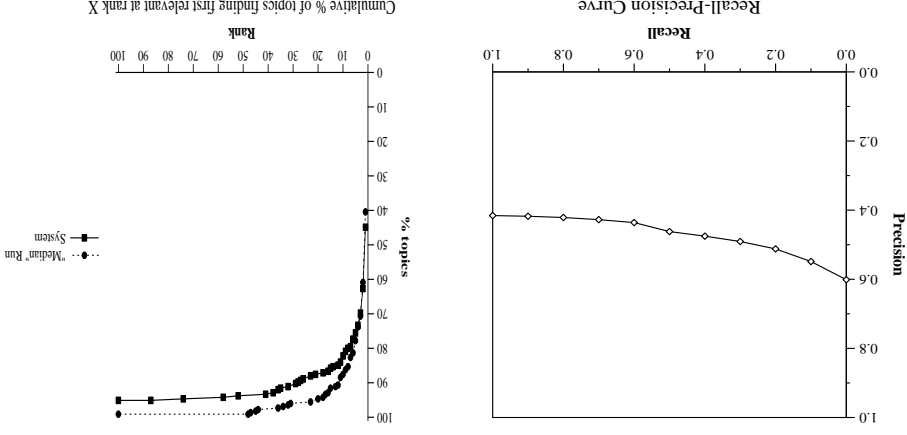 1.0
0.8
0.6
0.4
0.2
0.0
Precision
0.0 0.2 0.4 0.6 0.8 1.0
Recall
Recall-Precision Curve
100
90
80
70
60
50
40
30
20
10
0
% topics
"Median" Run
System
0 10 20 30 40 50 60 70 80 90 100
Rank
Cumulative % of topics finding first relevant at rank X